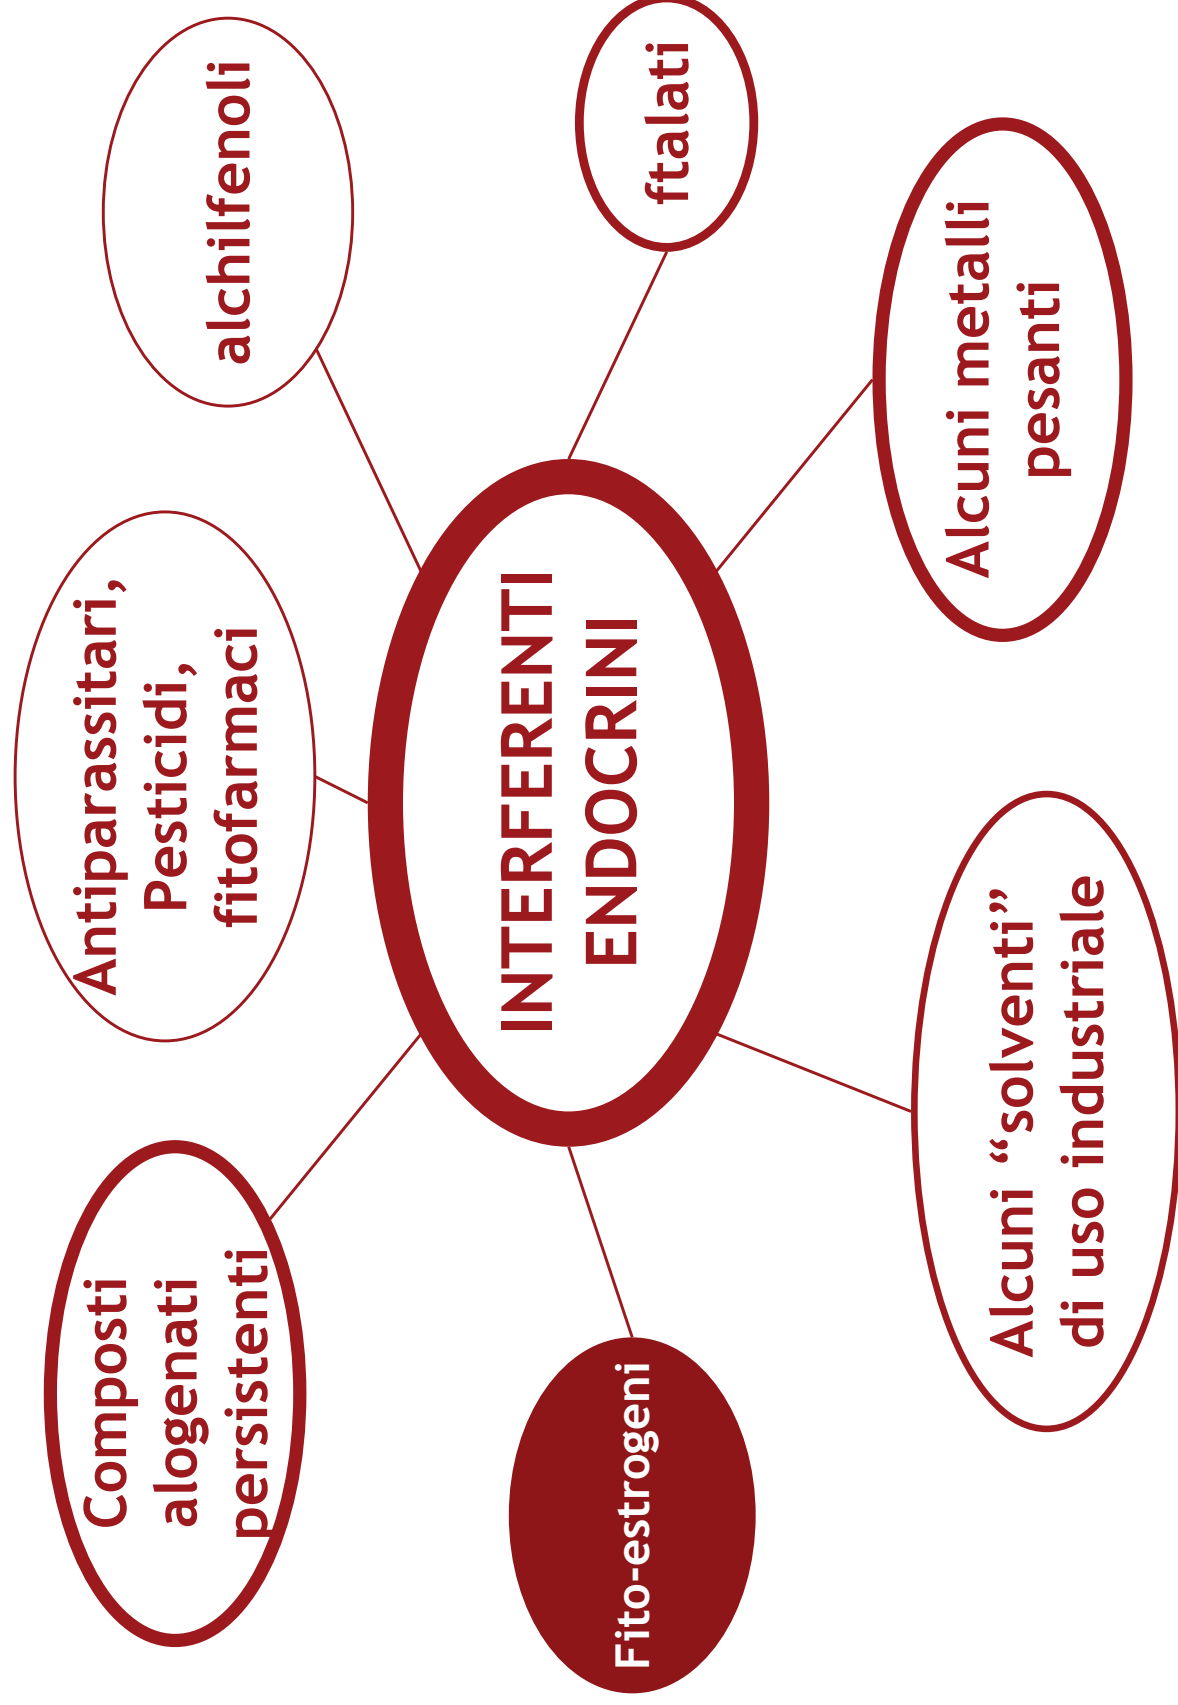 Composti
alogenati
persistenti
Antiparassitari,
Pesticidi,
fitofarmaci
alchilfenoli
INTERFERENTI
ENDOCRINI
Fito-estrogeni
ftalati
Alcuni “solventi”
di uso industriale
Alcuni metalli
pesanti